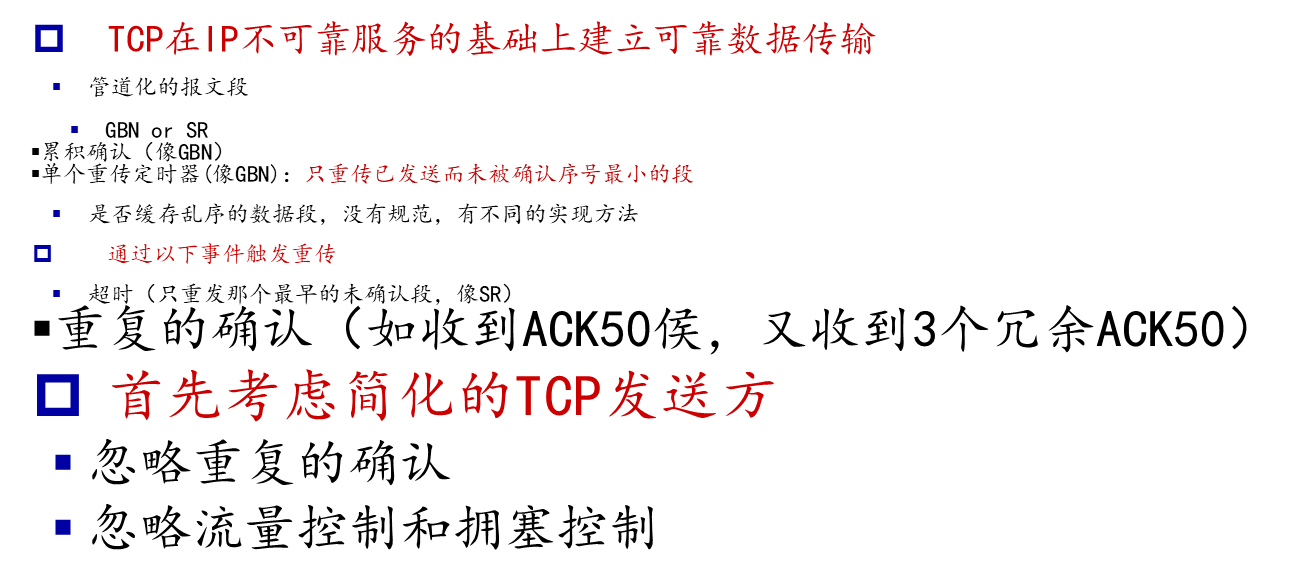 TCP在IP不可靠服务的基础上建立可靠数据传输
管道化的报文段
GBN or SR
累积确认（像GBN）
单个重传定时器(像GBN)：只重传已发送而未被确认序号最小的段
是否缓存乱序的数据段，没有规范，有不同的实现方法
通过以下事件触发重传
超时（只重发那个最早的未确认段，像SR）
重复的确认（如收到ACK50侯，又收到3个冗余ACK50）
首先考虑简化的TCP发送方
忽略重复的确认
忽略流量控制和拥塞控制